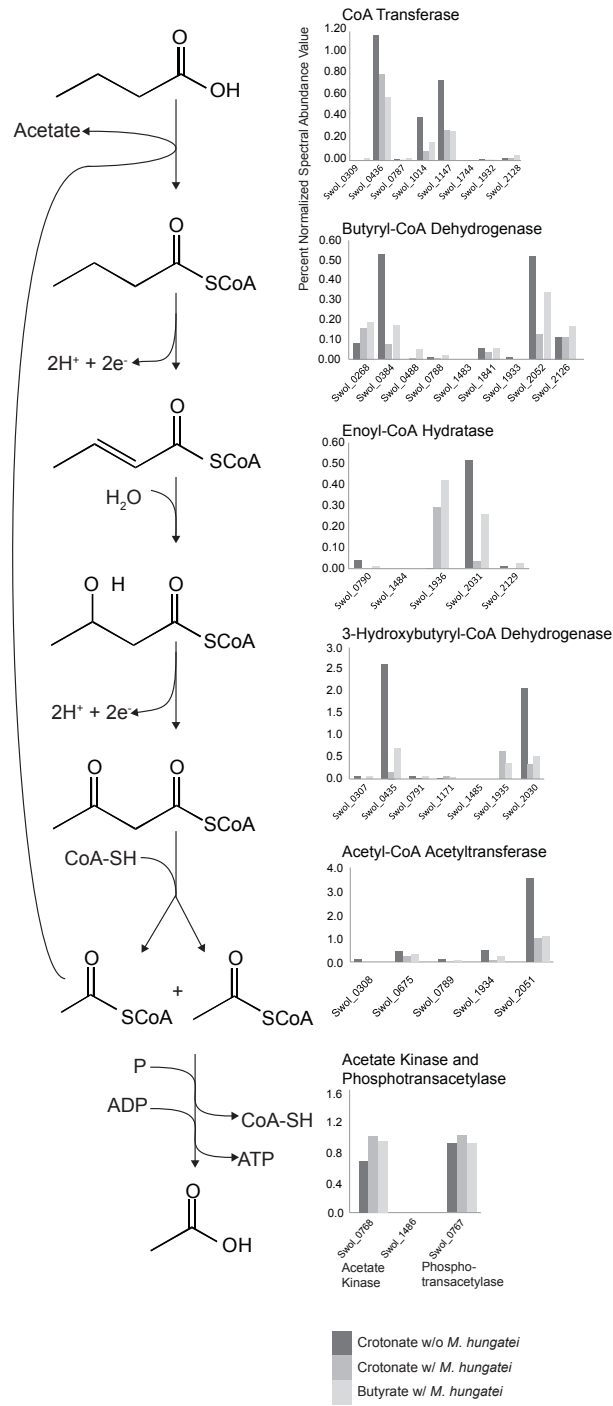 O
OH
Acetate
O
SCoA
2H+ + 2e-
O
SCoA
H2O
O H
O
SCoA
2H+ + 2e-
O
O
SCoA
CoA-SH
O
SCoA
+
O
SCoA
P
ADP
CoA-SH
ATP
O
OH
Percent Normalized Spectral Abundance Value
CoA Transferase
1.20
1.00
0.80
0.60
0.40
0.20
0.00
Swol_0309
Swol_0436
Swol_0787
Swol_1014
Swol_1147
Swol_1744
Swol_1932
Swol_2128
Butyryl-CoA Dehydrogenase
0.60
0.50
0.40
0.30
0.20
0.10
0.00
Swol_0268
Swol_0384
Swol_0488
Swol_0788
Swol_1483
Swol_1841
Swol_1933
Swol_2052
Swol_2126
Enoyl-CoA Hydratase
0.60
0.50
0.40
0.30
0.20
0.10
0.00
Swol_0790
Swol_1484
Swol_1936
Swol_2031
Swol_2129
3-Hydroxybutyryl-CoA Dehydrogenase
3.0
2.5
2.0
1.5
1.0
0.5
0.0
Swol_0307
Swol_0435
Swol_0791
Swol_1171
Swol_1485
Swol_1935
Swol_2030
Acetyl-CoA Acetyltransferase
4.0
3.0
2.0
1.0
0.0
Swol_0308
Swol_0675
Swol_0789
Swol_1934
Swol_2051
Acetate Kinase and
Phosphotransacetylase
1.6
1.2
0.8
0.4
0.0
Swol_0768
Swol_1486
Swol_0767
Acetate
Kinase
Phospho-
transacetylase
Crotonate w/o M. hungatei
Crotonate w/ M. hungatei
Butyrate w/ M. hungatei